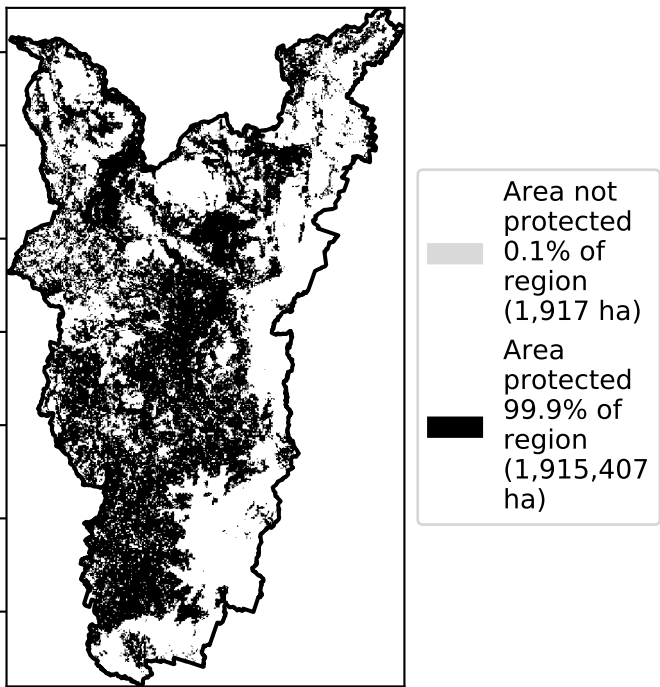 Area not
protected
0.1% of
region
(1,917 ha)
Area
protected
99.9% of
region
(1,915,407
ha)